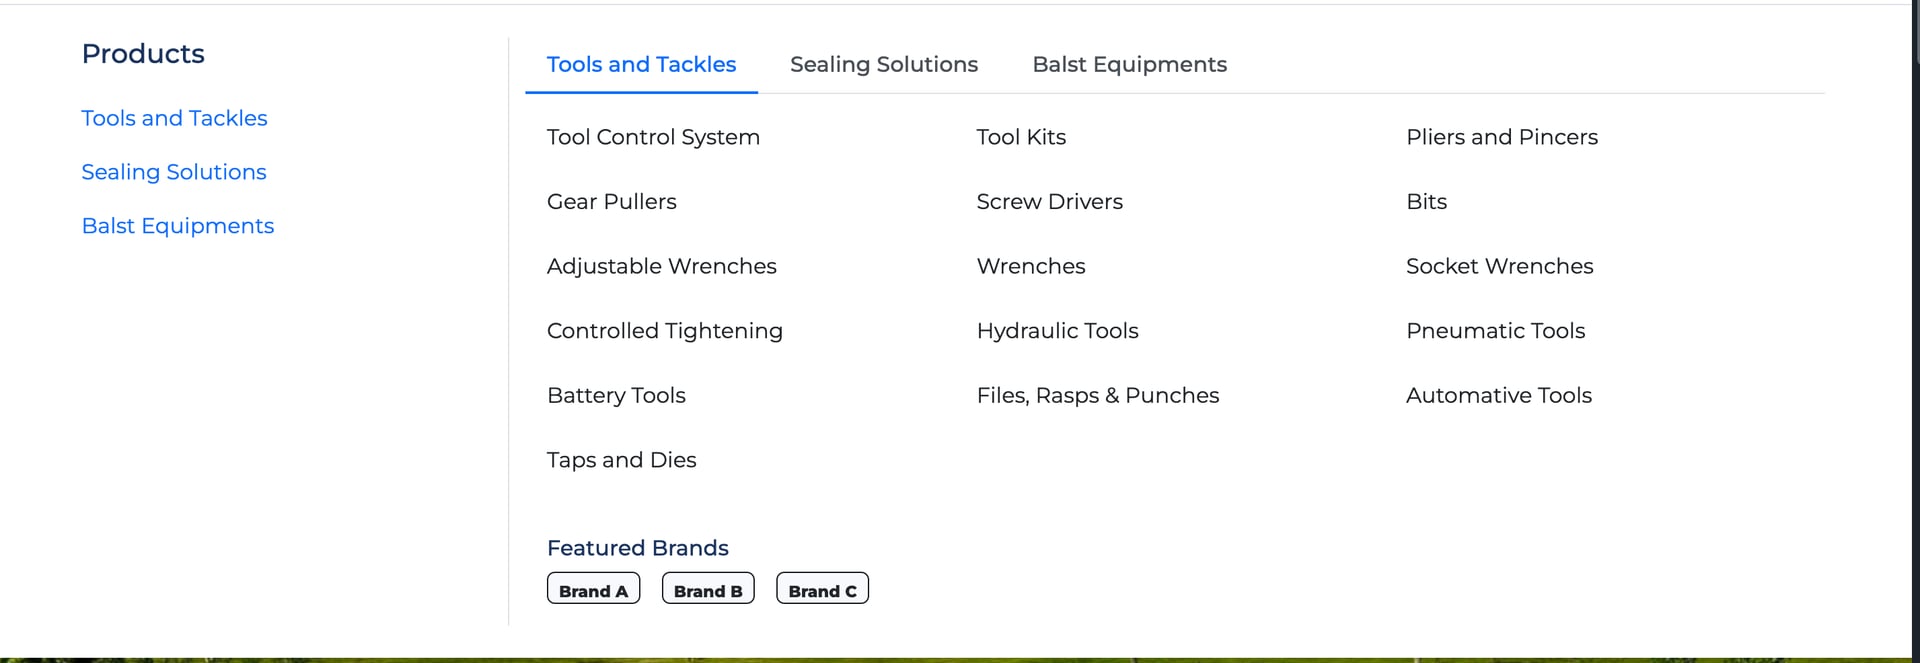 Products
Tools and Tackles
Sealing Solutions
Balst Equipments
Tools and Tackles Sealing Solutions Balst Equipments
Tool Control System Tool Kits Pliers and Pincers
Gear Pullers Screw Drivers Bits
Adjustable Wrenches Wrenches Socket Wrenches
Controlled Tightening Hydraulic Tools Pneumatic Tools
Battery Tools Files, Rasps & Punches Automative Tools
Taps and Dies
Featured Brands
Brand A Brand B Brand C